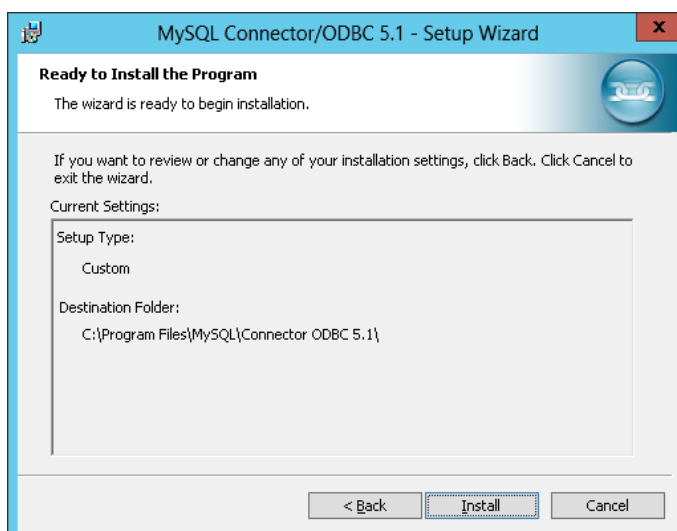 MySQL Connector/ODBC 5.1 - Setup Wizard
x
Ready to Install the Program
The wizard is ready to begin installation.
If you want to review or change any of your installation settings, click Back. Click Cancel to
exit the wizard.
Current Settings:
Setup Type:
Custom
Destination Folder:
C:\Program Files\MySQL\Connector ODBC 5.1\
< Back
Install
Cancel